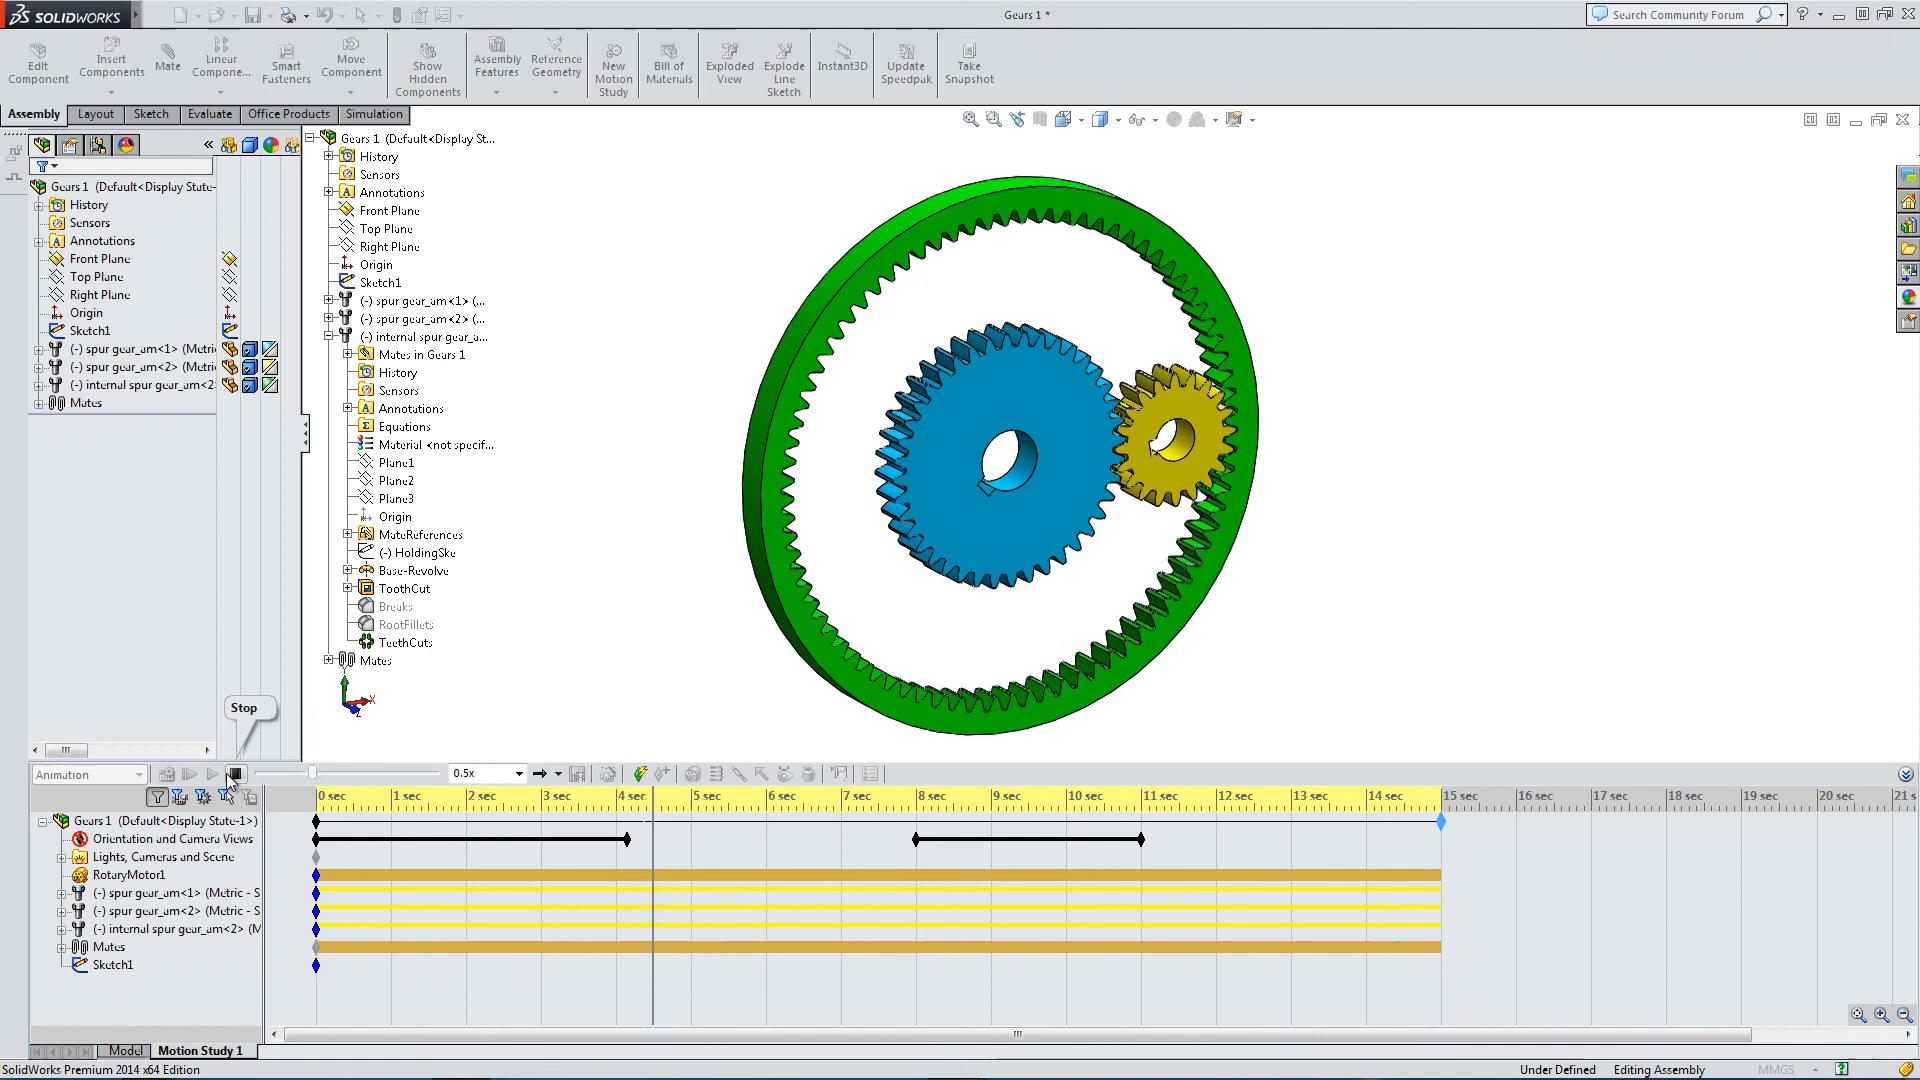 SOLIDWORKS
Gears 1 *
Search Community Forum
?
Edit Component
Insert Components
Mate
Linear Compone...
Smart Fasteners
Move Component
Show Hidden Components
Assembly Features
Reference Geometry
New Motion Study
Bill of Materials
Exploded View
Explode Line Sketch
Instant3D
Update Speedpak
Take Snapshot
Assembly
Layout
Sketch
Evaluate
Office Products
Simulation
Gears 1 (Default<Display State-
History
Sensors
Annotations
Front Plane
Top Plane
Right Plane
Origin
Sketch1
(-) spur gear_am<1> (Metri
(-) spur gear_am<2> (Metri
(-) internal spur gear_am<2
Mates
Gears 1 (Default<Display St...
History
Sensors
Annotations
Front Plane
Top Plane
Right Plane
Origin
Sketch1
(-) spur gear_am<1> (...
(-) spur gear_am<2> (...
(-) internal spur gear_a...
Mates in Gears 1
History
Sensors
Annotations
Equations
Material <not specif...
Plane1
Plane2
Plane3
Origin
MateReferences
(-) HoldingSke
Base-Revolve
ToothCut
Breaks
RootFillets
TeethCuts
Mates
Y
X
Z
Stop
Animation
0.5x
0 sec
1 sec
2 sec
3 sec
4 sec
5 sec
6 sec
7 sec
8 sec
9 sec
10 sec
11 sec
12 sec
13 sec
14 sec
15 sec
16 sec
17 sec
18 sec
19 sec
20 sec
21 s
Gears 1 (Default<Display State-1>)
Orientation and Camera Views
Lights, Cameras and Scene
RotaryMotor1
(-) spur gear_am<1> (Metric - S
(-) spur gear_am<2> (Metric - S
(-) internal spur gear_am<2> (M
Mates
Sketch1
Model
Motion Study 1
SolidWorks Premium 2014 x64 Edition
Under Defined
Editing Assembly
MMGS
?